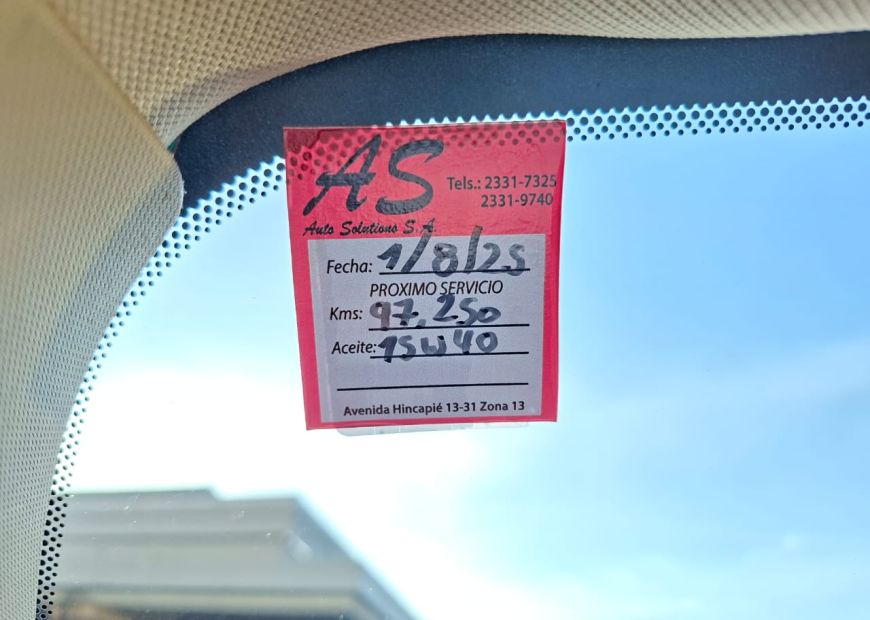 AS
Auto Solutions S.A.
Tels.: 2331-7325
2331-9740
Fecha: 1/8/25
PROXIMO SERVICIO
Kms: 97,250
Aceite: 15W40
Avenida Hincapié 13-31 Zona 13